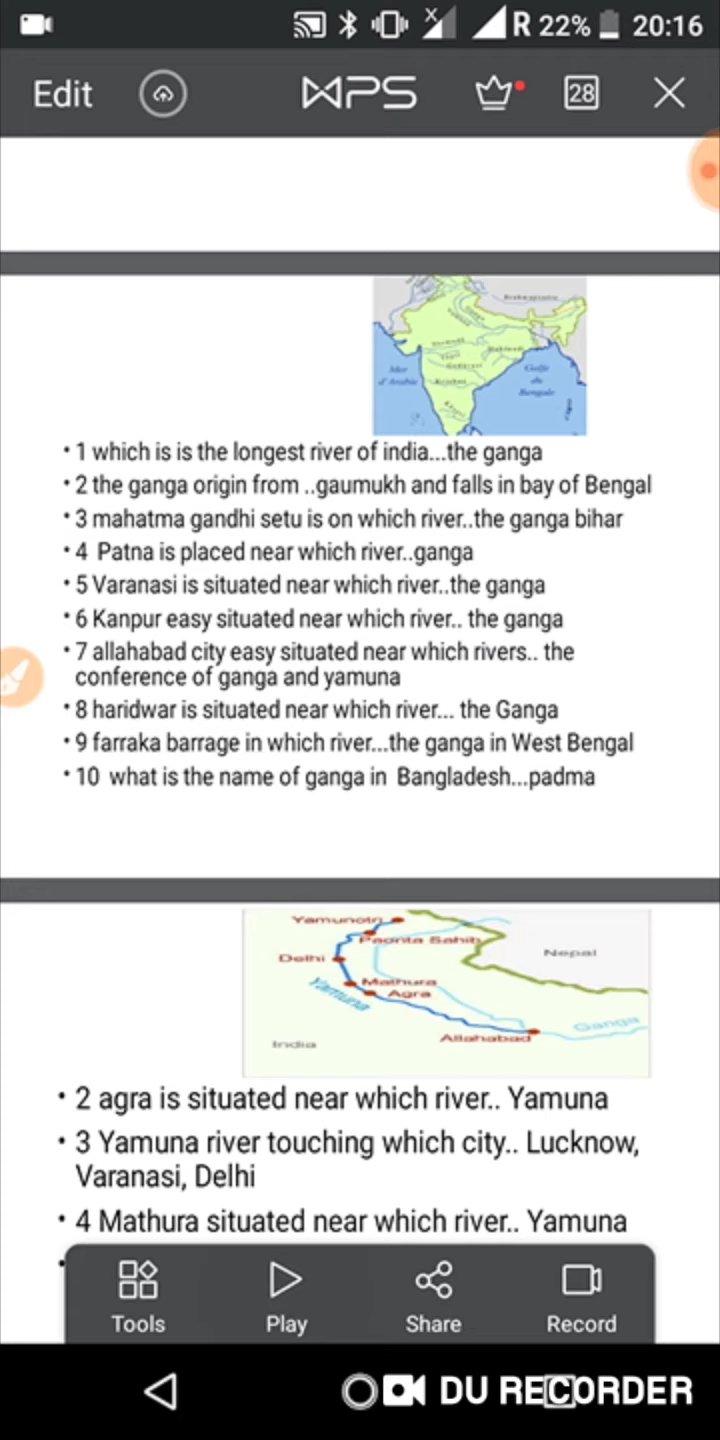 R 22% 20:16
Edit WPS 28
Brahmapoutre
Mer
d'Arabie
Golfe
du
Bengale
• 1 which is is the longest river of india...the ganga
• 2 the ganga origin from ..gaumukh and falls in bay of Bengal
• 3 mahatma gandhi setu is on which river..the ganga bihar
• 4 Patna is placed near which river..ganga
• 5 Varanasi is situated near which river..the ganga
• 6 Kanpur easy situated near which river.. the ganga
• 7 allahabad city easy situated near which rivers.. the
conference of ganga and yamuna
• 8 haridwar is situated near which river... the Ganga
• 9 farraka barrage in which river...the ganga in West Bengal
• 10 what is the name of ganga in Bangladesh...padma
Yamunotri
Paonta Sahib
Nepal
Delhi
Mathura
Yamuna
Agra
Ganga
Allahabad
India
• 2 agra is situated near which river.. Yamuna
• 3 Yamuna river touching which city.. Lucknow,
Varanasi, Delhi
• 4 Mathura situated near which river.. Yamuna
Tools Play Share Record
DU RECORDER